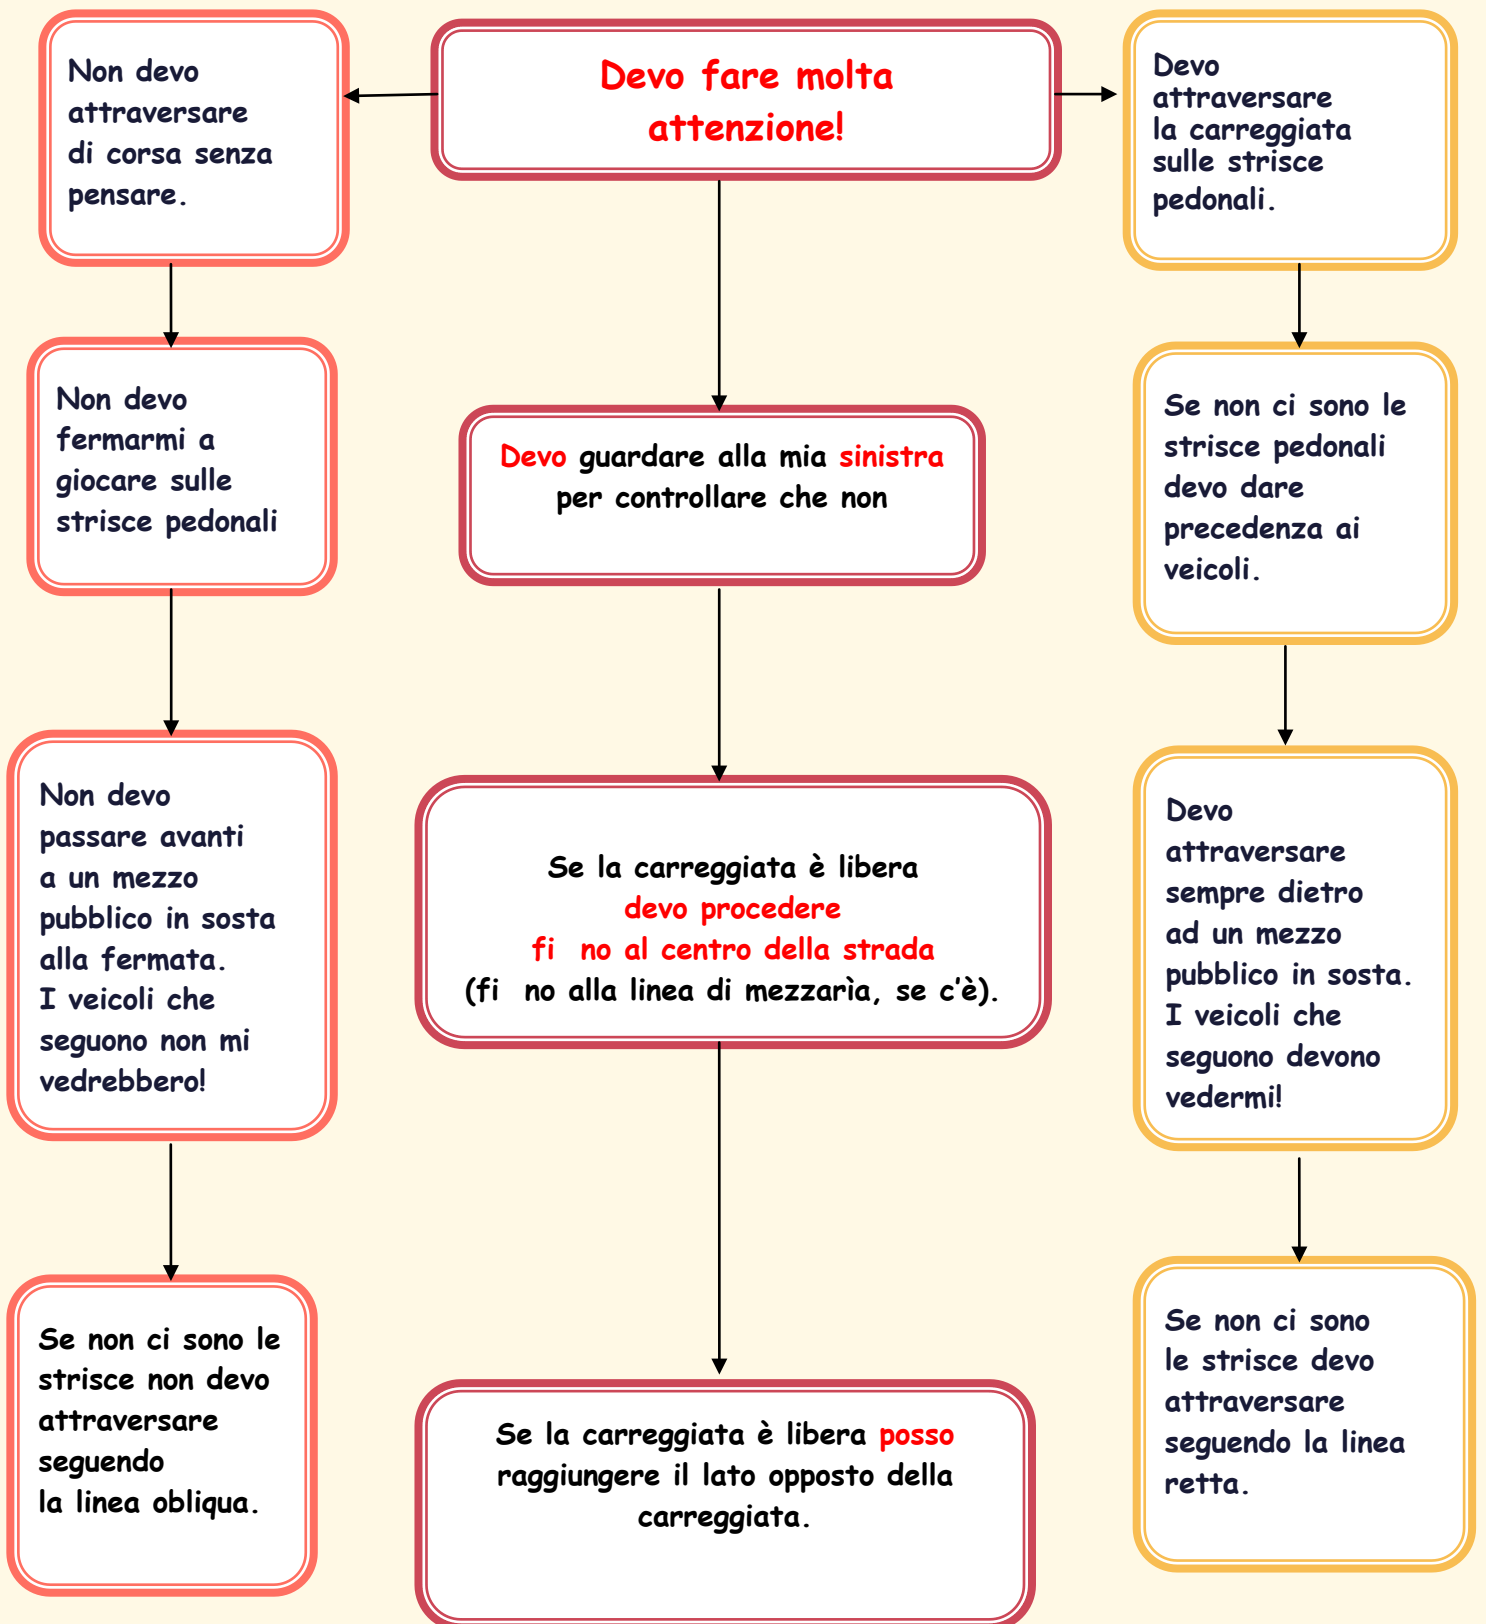 Devo fare molta
attenzione!
Non devo
attraversare
di corsa senza
pensare.
Non devo
fermarmi a
giocare sulle
strisce pedonali
Non devo
passare avanti
a un mezzo
pubblico in sosta
alla fermata.
I veicoli che
seguono non mi
vedrebbero!
Se non ci sono le
strisce non devo
attraversare
seguendo
la linea obliqua.
Devo guardare alla mia sinistra
per controllare che non
Se la carreggiata è libera
devo procedere
fi no al centro della strada
(fi no alla linea di mezzarìa, se c'è).
Se la carreggiata è libera posso
raggiungere il lato opposto della
carreggiata.
Devo
attraversare
la carreggiata
sulle strisce
pedonali.
Se non ci sono le
strisce pedonali
devo dare
precedenza ai
veicoli.
Devo
attraversare
sempre dietro
ad un mezzo
pubblico in sosta.
I veicoli che
seguono devono
vedermi!
Se non ci sono
le strisce devo
attraversare
seguendo la linea
retta.